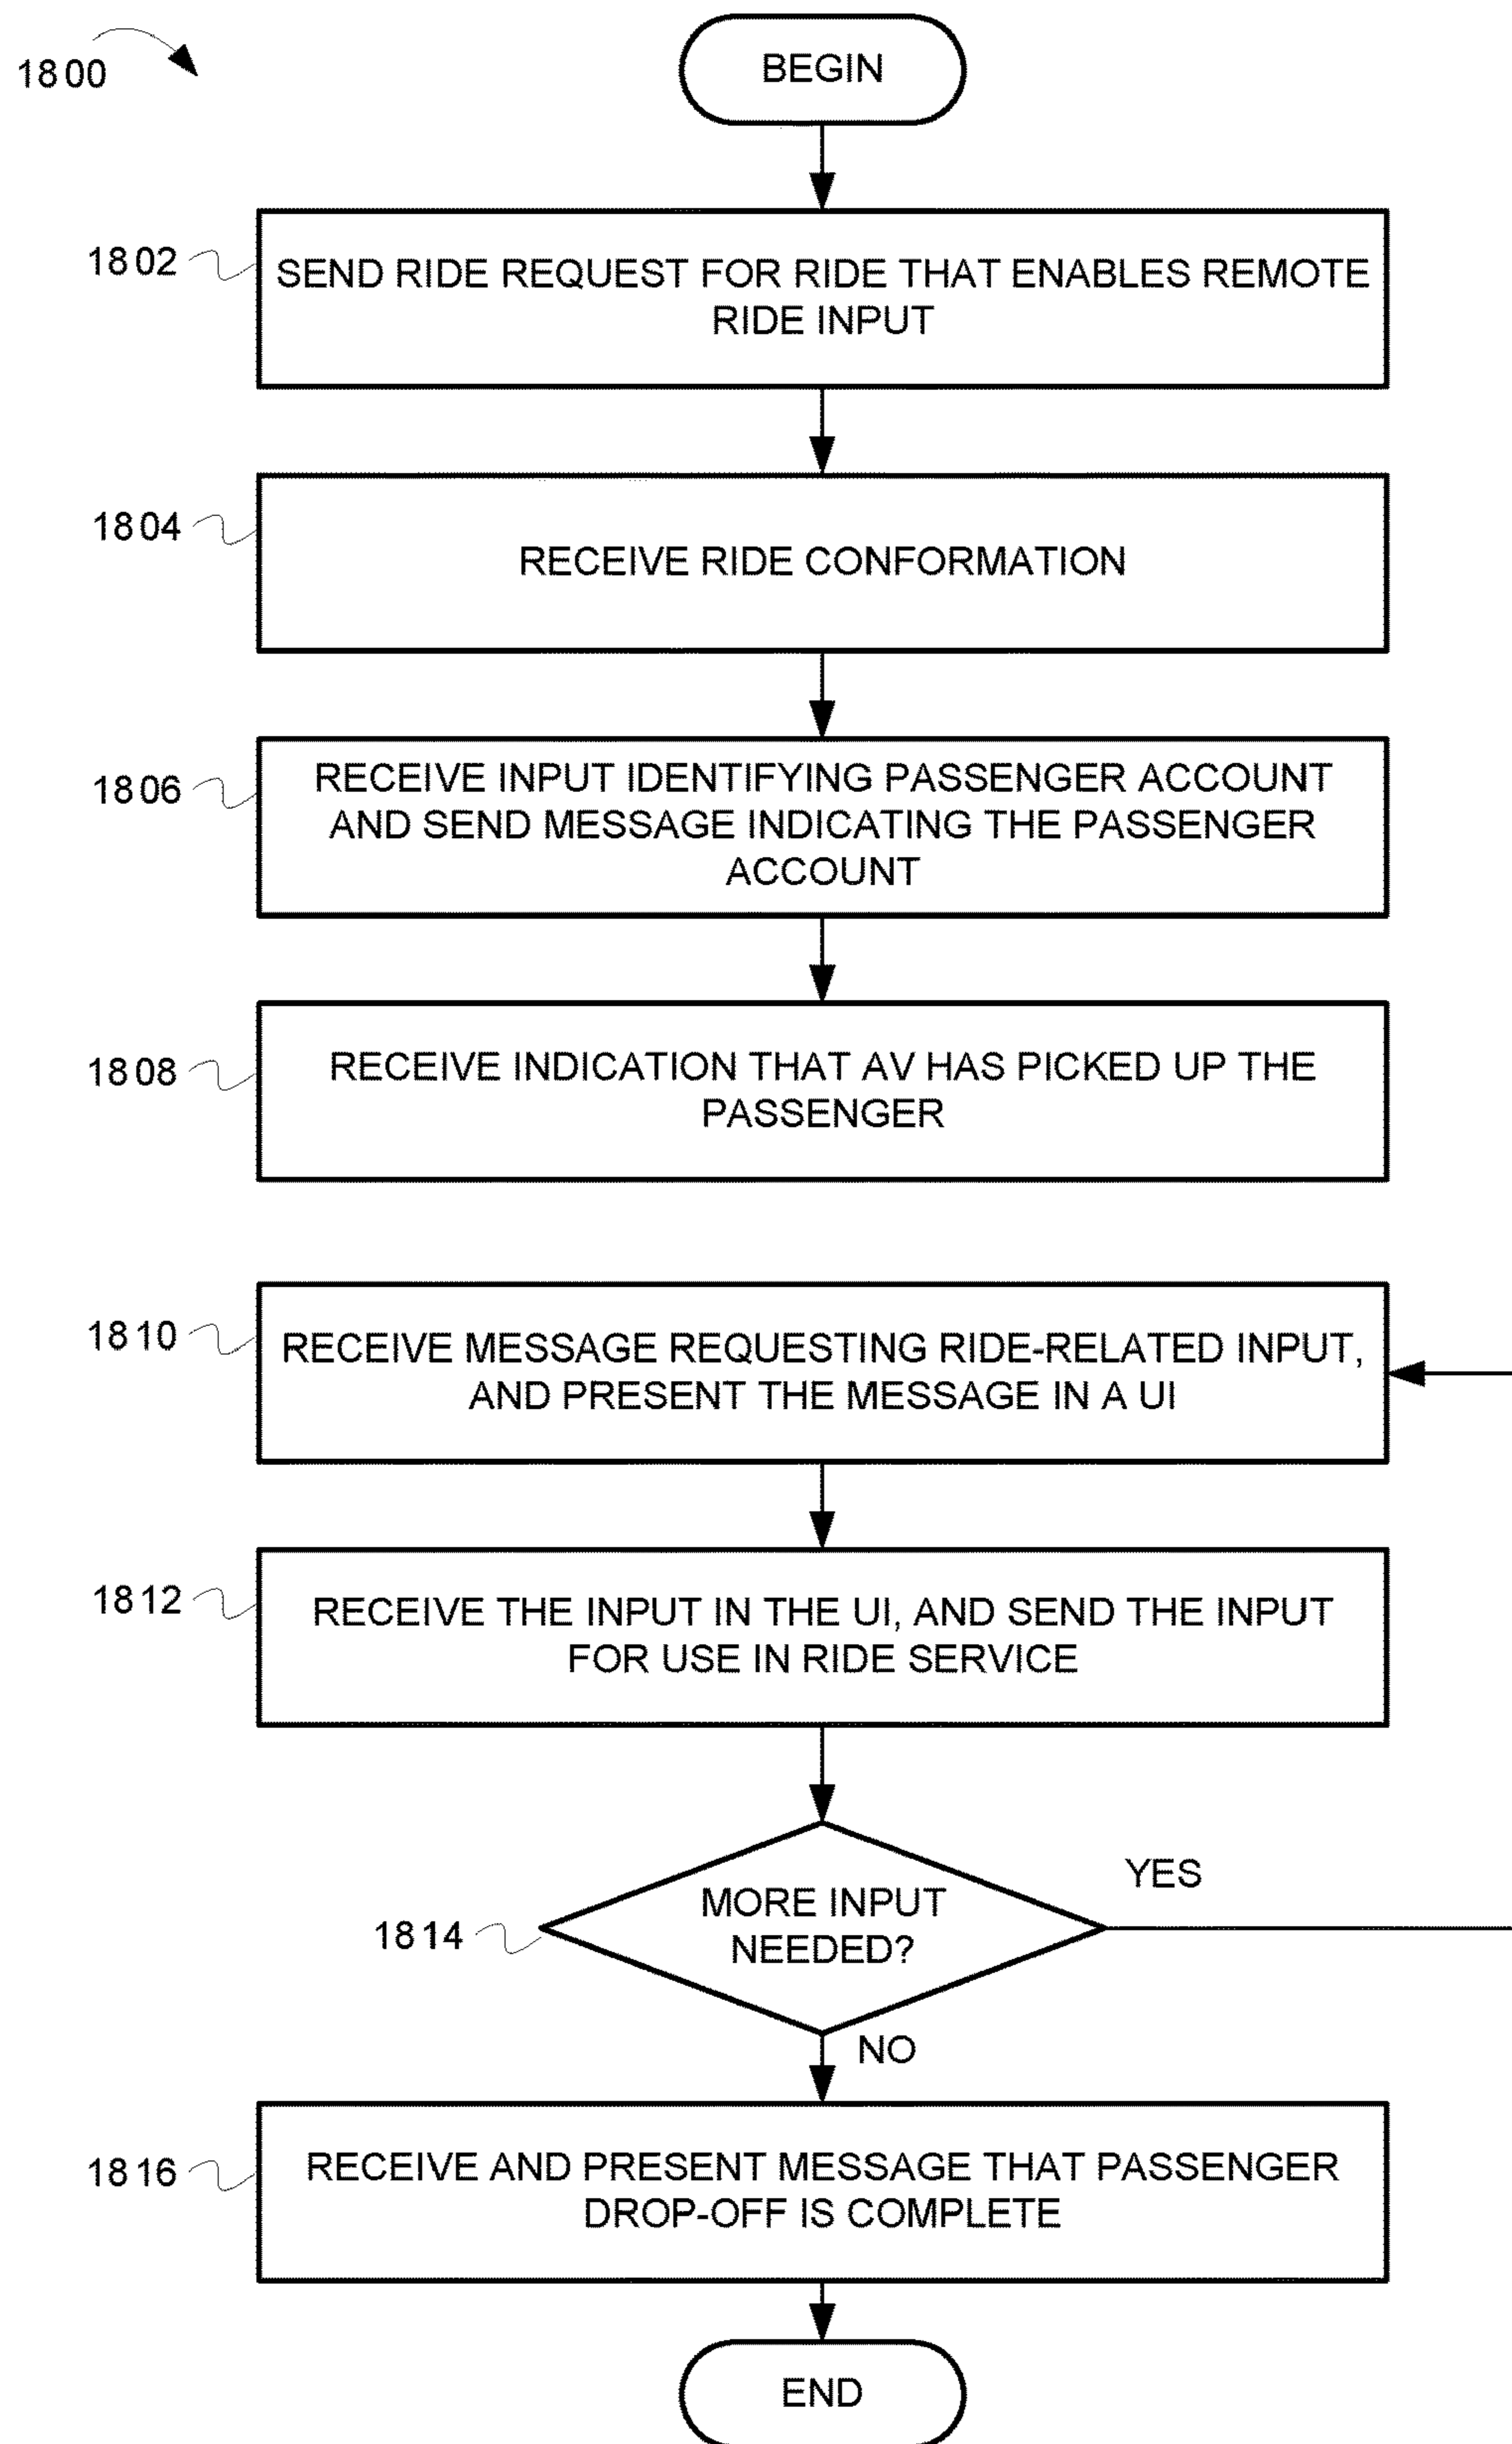 1800
BEGIN
1802
SEND RIDE REQUEST FOR RIDE THAT ENABLES REMOTE
RIDE INPUT
1804
RECEIVE RIDE CONFORMATION
1806
RECEIVE INPUT IDENTIFYING PASSENGER ACCOUNT
AND SEND MESSAGE INDICATING THE PASSENGER
ACCOUNT
1808
RECEIVE INDICATION THAT AV HAS PICKED UP THE
PASSENGER
1810
RECEIVE MESSAGE REQUESTING RIDE-RELATED INPUT,
AND PRESENT THE MESSAGE IN A UI
1812
RECEIVE THE INPUT IN THE UI, AND SEND THE INPUT
FOR USE IN RIDE SERVICE
1814
MORE INPUT
NEEDED?
YES
NO
1816
RECEIVE AND PRESENT MESSAGE THAT PASSENGER
DROP-OFF IS COMPLETE
END